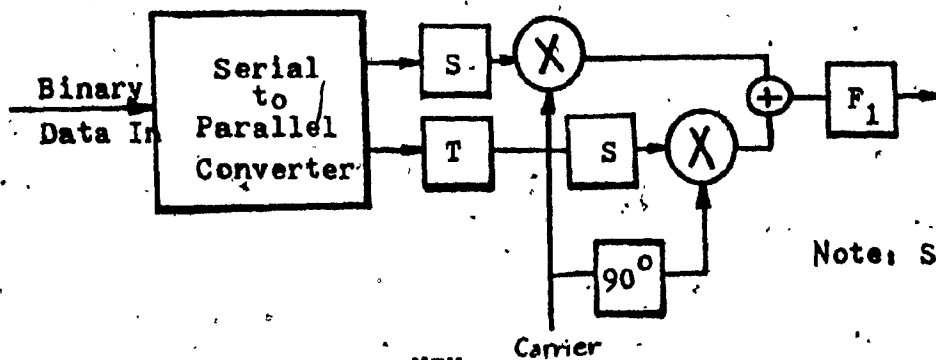 Binary
Data In
Serial
to
Parallel
Converter
S
X
T
S
X
+
F1
90°
Note: S
Carrier